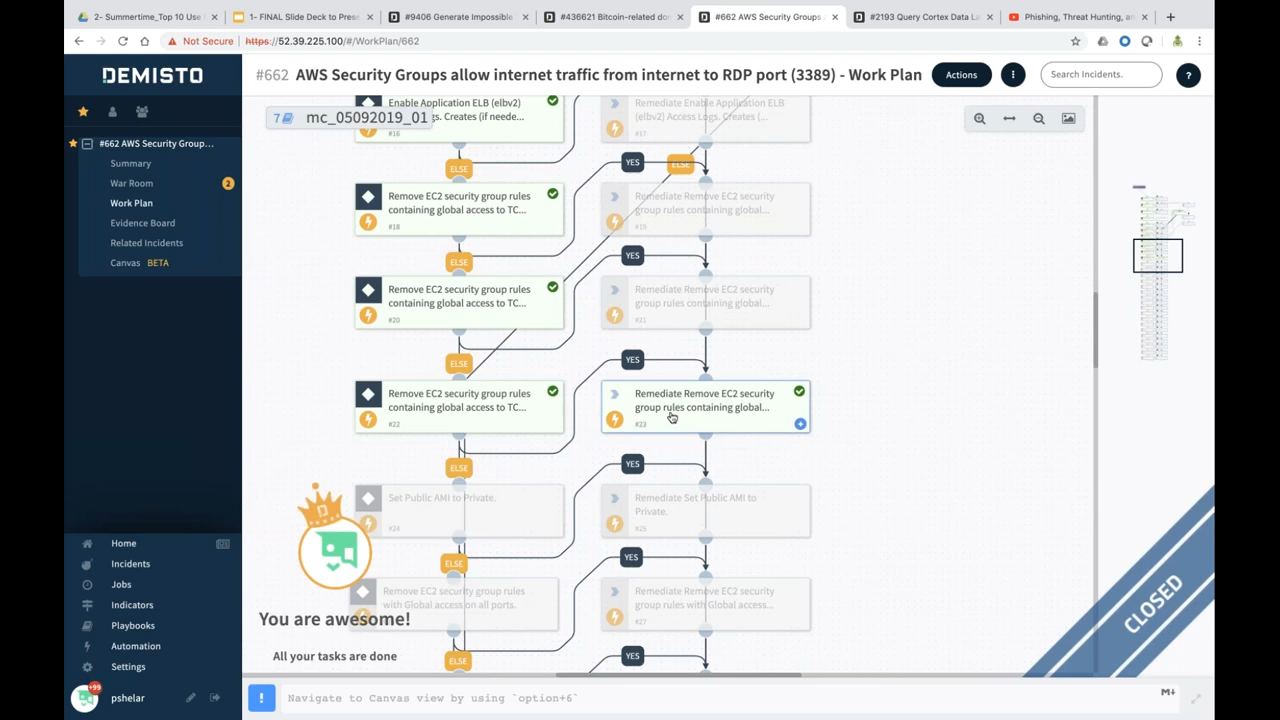 2- Summertime_Top 10 Use
1- FINAL Slide Deck to Prese
#9406 Generate Impossible
#436621 Bitcoin-related do
#662 AWS Security Groups
#2193 Query Cortex Data La
Phishing, Threat Hunting, an
Not Secure
https://52.39.225.100/#/WorkPlan/662
DEMISTO
#662 AWS Security Groups allow internet traffic from internet to RDP port (3389) - Work Plan
Actions
Search Incidents.
?
#662 AWS Security Group...
Summary
War Room
2
Work Plan
Evidence Board
Related Incidents
Canvas BETA
Home
Incidents
Jobs
Indicators
Playbooks
Automation
Settings
+99
pshelar
7 mc_05092019_01
Enable Application ELB (elbv2)
gs. Creates (if neede...
#16
Remediate Enable Application ELB
(elbv2) Access Logs. Creates (...
#17
ELSE
YES
ELSE
Remove EC2 security group rules
containing global access to TC...
#18
Remediate Remove EC2 security
group rules containing global...
#19
ELSE
YES
Remove EC2 security group rules
containing global access to TC...
#20
Remediate Remove EC2 security
group rules containing global...
#21
ELSE
YES
Remove EC2 security group rules
containing global access to TC...
#22
Remediate Remove EC2 security
group rules containing global...
#23
ELSE
YES
Set Public AMI to Private.
#24
Remediate Set Public AMI to
Private.
#25
ELSE
YES
Remove EC2 security group rules
with Global access on all ports.
Remediate Remove EC2 security
group rules with Global access...
#27
ELSE
YES
D
You are awesome!
All your tasks are done
CLOSED
!
Navigate to Canvas view by using `option+6`
M+